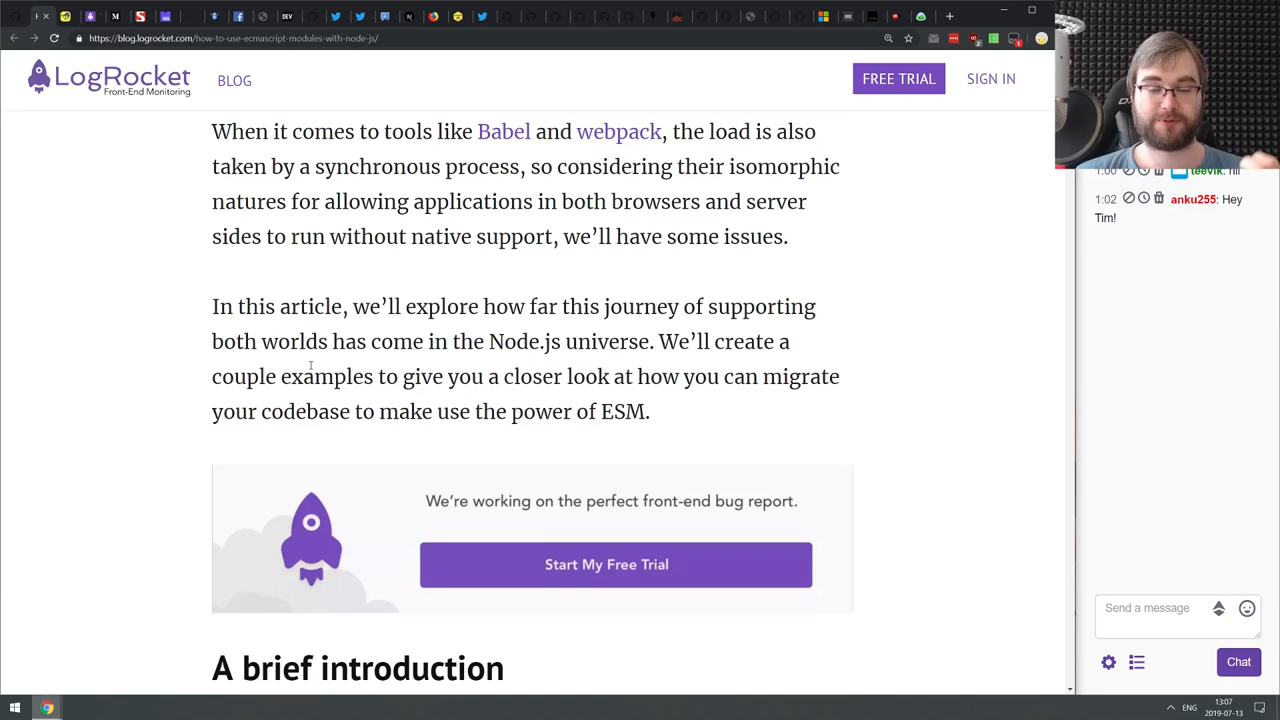 DEV
abc
https://blog.logrocket.com/how-to-use-ecmascript-modules-with-node-js/
LogRocket
Front-End Monitoring
BLOG
FREE TRIAL
SIGN IN
When it comes to tools like Babel and webpack, the load is also
taken by a synchronous process, so considering their isomorphic
natures for allowing applications in both browsers and server
sides to run without native support, we’ll have some issues.
In this article, we’ll explore how far this journey of supporting
both worlds has come in the Node.js universe. We’ll create a
couple examples to give you a closer look at how you can migrate
your codebase to make use the power of ESM.
We’re working on the perfect front-end bug report.
Start My Free Trial
A brief introduction
1:00 teevik: hi!
1:02 anku255: Hey
Tim!
Send a message
Chat
ENG
13:07
2019-07-13